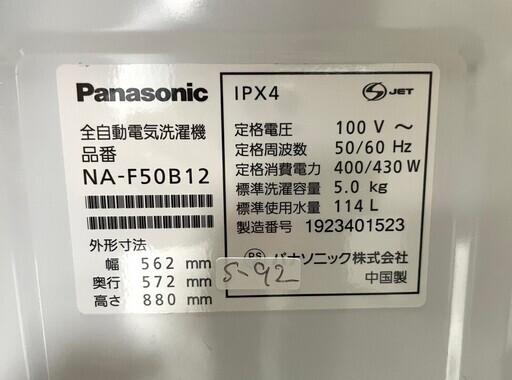 Panasonic
全自動電気洗濯機
品番
NA-F50B12
外形寸法
幅 562 mm
奥行 572 mm
高さ 880 mm
IPX4
S JET
定格電圧 100 V ～
定格周波数 50/60 Hz
定格消費電力 400/430 W
標準洗濯容量 5.0 kg
標準使用水量 114 L
製造番号 1923401523
PS パナソニック株式会社
中国製
S-92